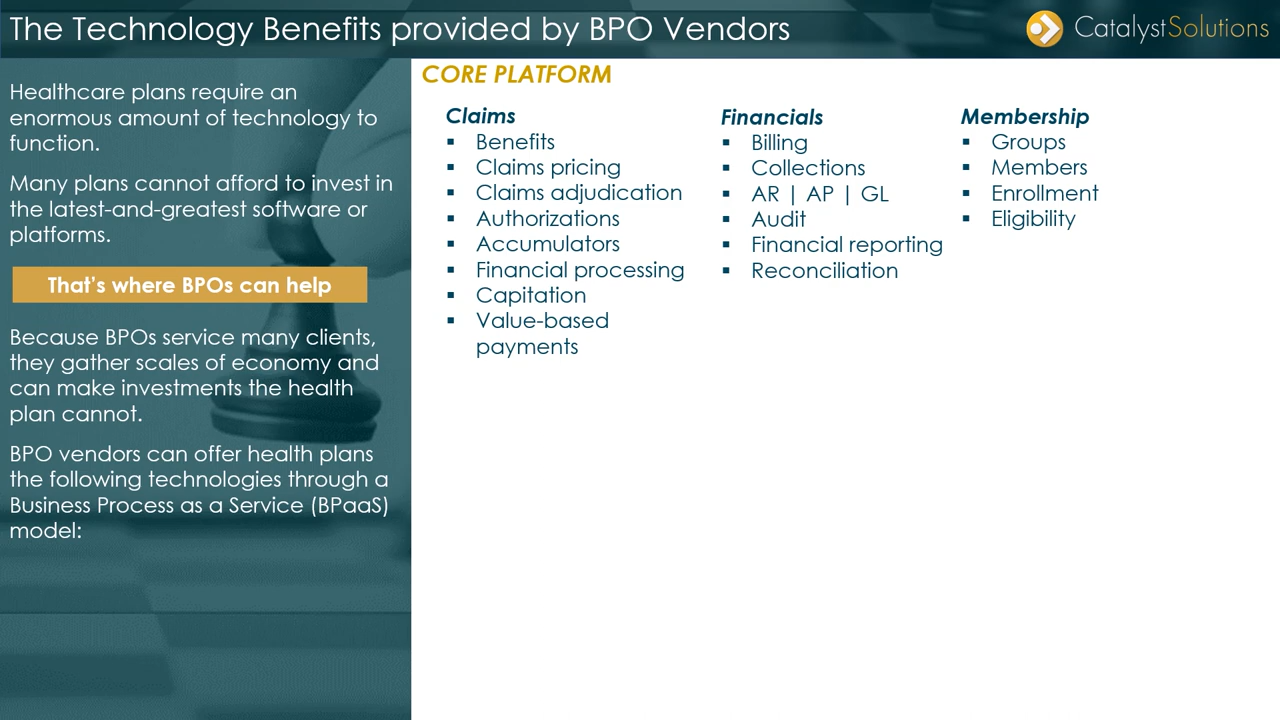 The Technology Benefits provided by BPO Vendors
CatalystSolutions
Healthcare plans require an
enormous amount of technology to
function.
Many plans cannot afford to invest in
the latest-and-greatest software or
platforms.
That's where BPOs can help
Because BPOs service many clients,
they gather scales of economy and
can make investments the health
plan cannot.
BPO vendors can offer health plans
the following technologies through a
Business Process as a Service (BPaaS)
model:
CORE PLATFORM
Claims
▪ Benefits
▪ Claims pricing
▪ Claims adjudication
▪ Authorizations
▪ Accumulators
▪ Financial processing
▪ Capitation
▪ Value-based
payments
Financials
▪ Billing
▪ Collections
▪ AR | AP | GL
▪ Audit
▪ Financial reporting
▪ Reconciliation
Membership
▪ Groups
▪ Members
▪ Enrollment
▪ Eligibility